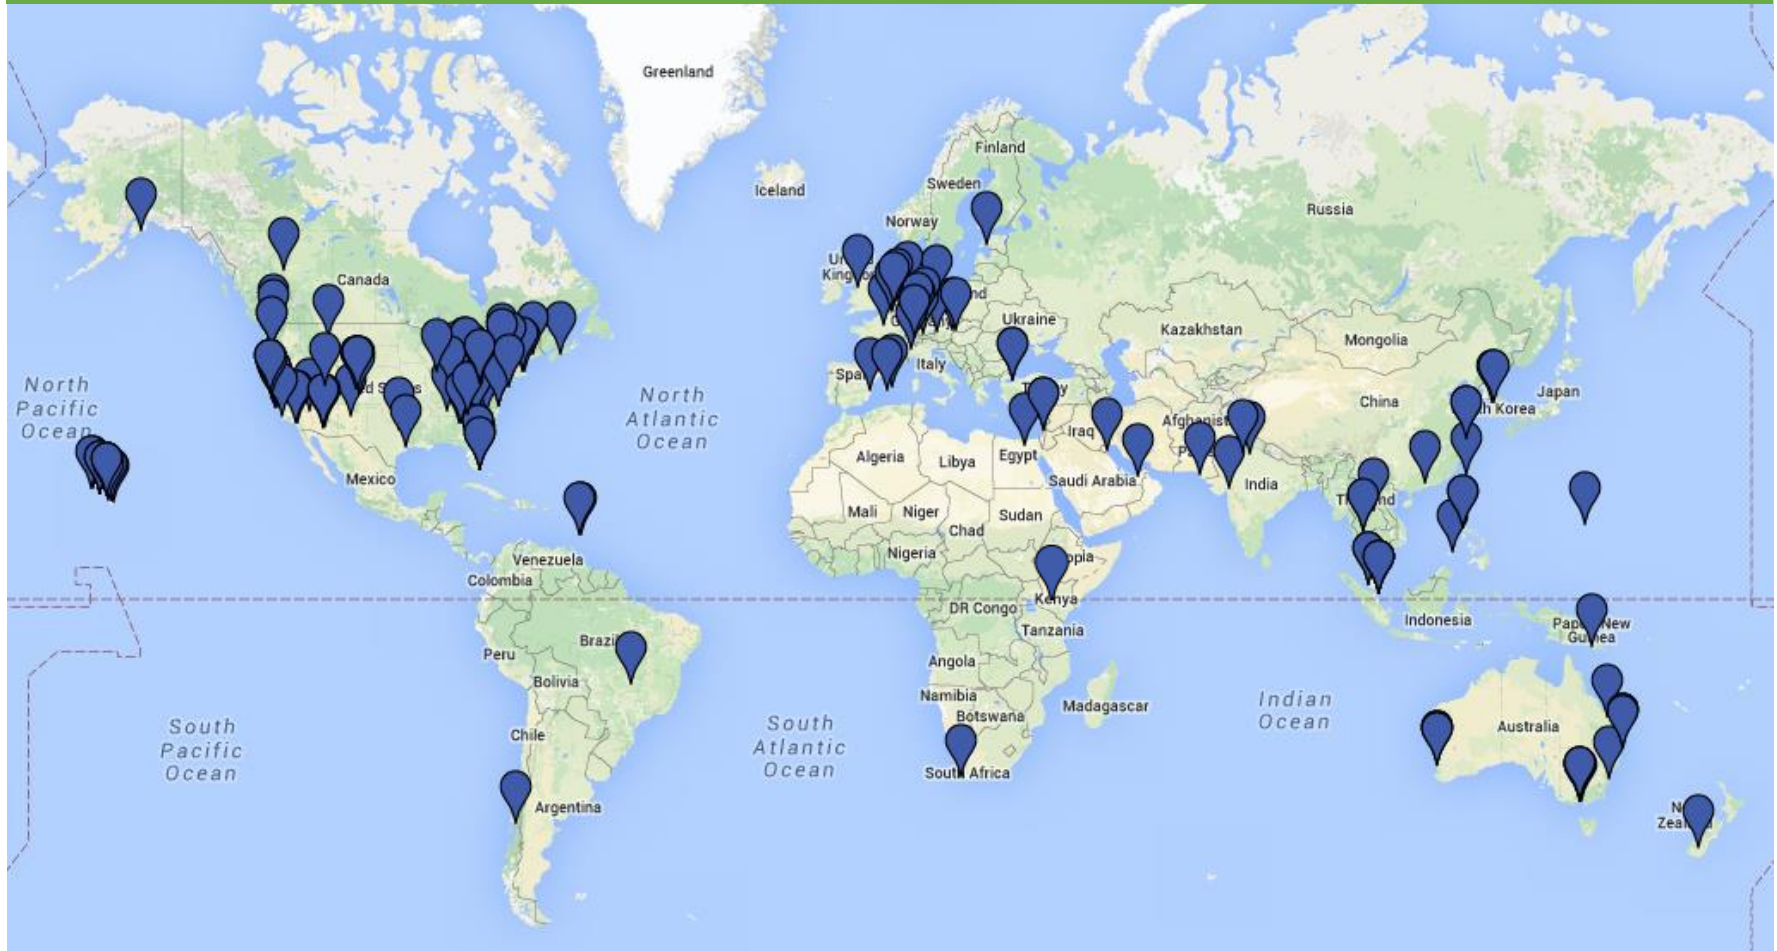 Greenland
Finland
Iceland
Sweden
Russia
Norway
Canada
Ukraine
Kazakhstan
Mongolia
Italy
North
Pacific
Ocean
North
Atlantic
Ocean
Japan
China
Korea
Iraq
Algeria
Libya
Egypt
Mexico
Saudi Arabia
India
Mali
Niger
Chad
Sudan
Nigeria
Venezuela
Colombia
Kenya
DR Congo
Tanzania
Indonesia
Guinea
Peru
Bolivia
Angola
Namibia
Botswana
Madagascar
Indian
Ocean
South
Pacific
Ocean
South
Atlantic
Ocean
Chile
Australia
South Africa
Argentina